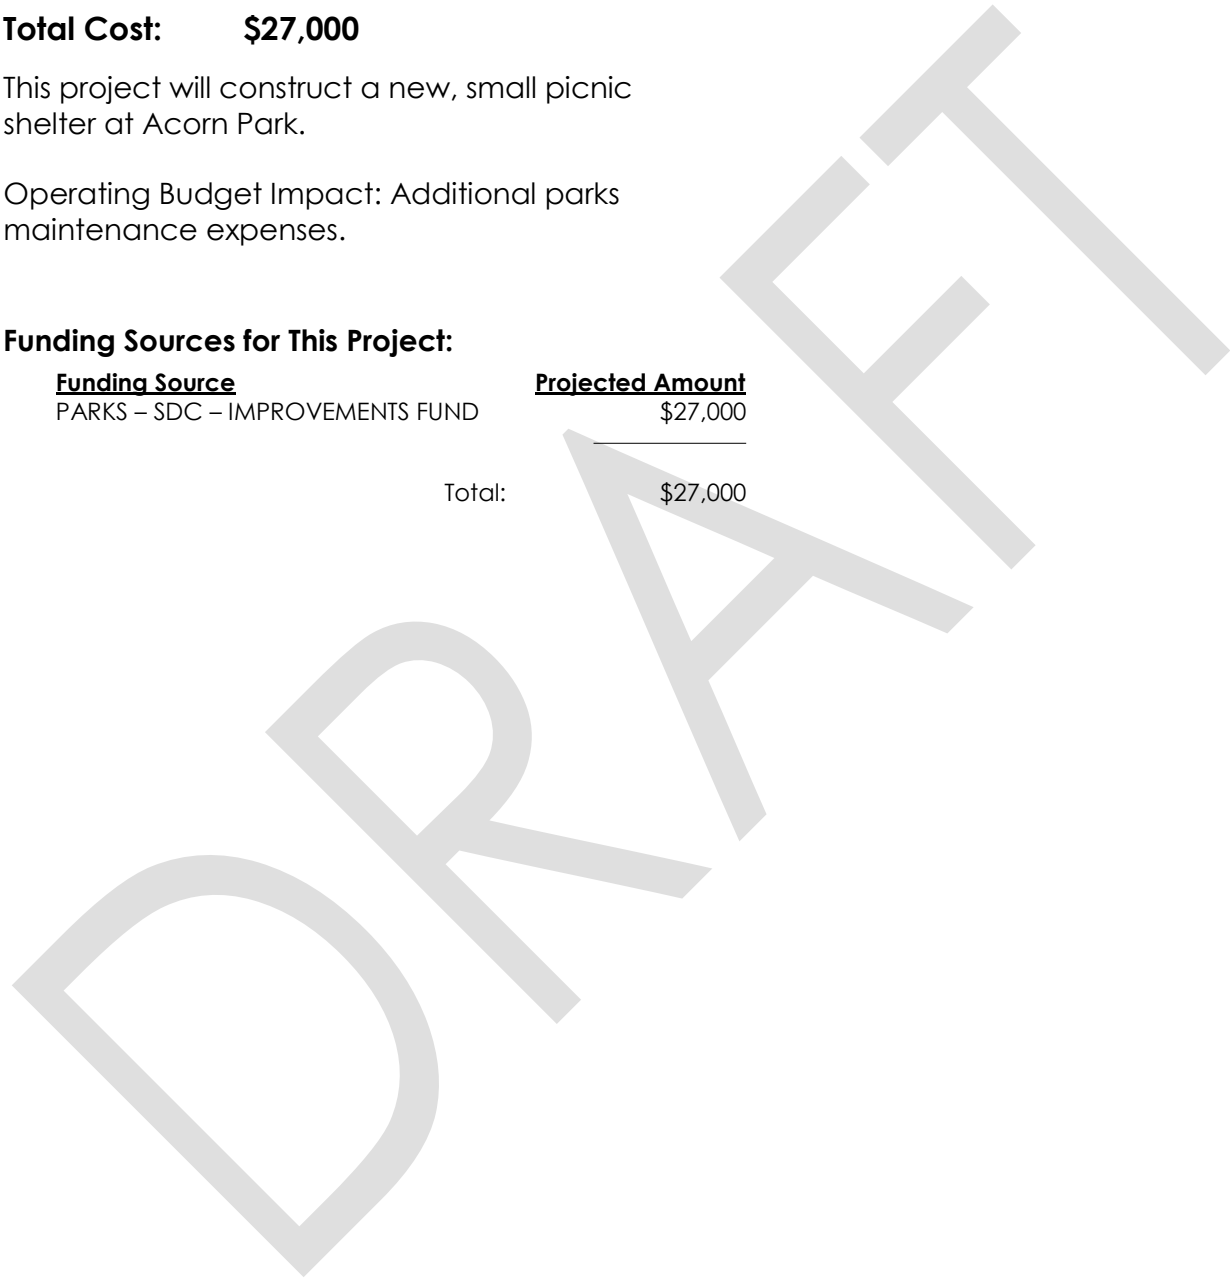 Total Cost: $27,000
This project will construct a new, small picnic
shelter at Acorn Park.
Operating Budget Impact: Additional parks
maintenance expenses.
Funding Sources for This Project:
Funding Source Projected Amount
PARKS – SDC – IMPROVEMENTS FUND $27,000
Total: $27,000
DRAFT